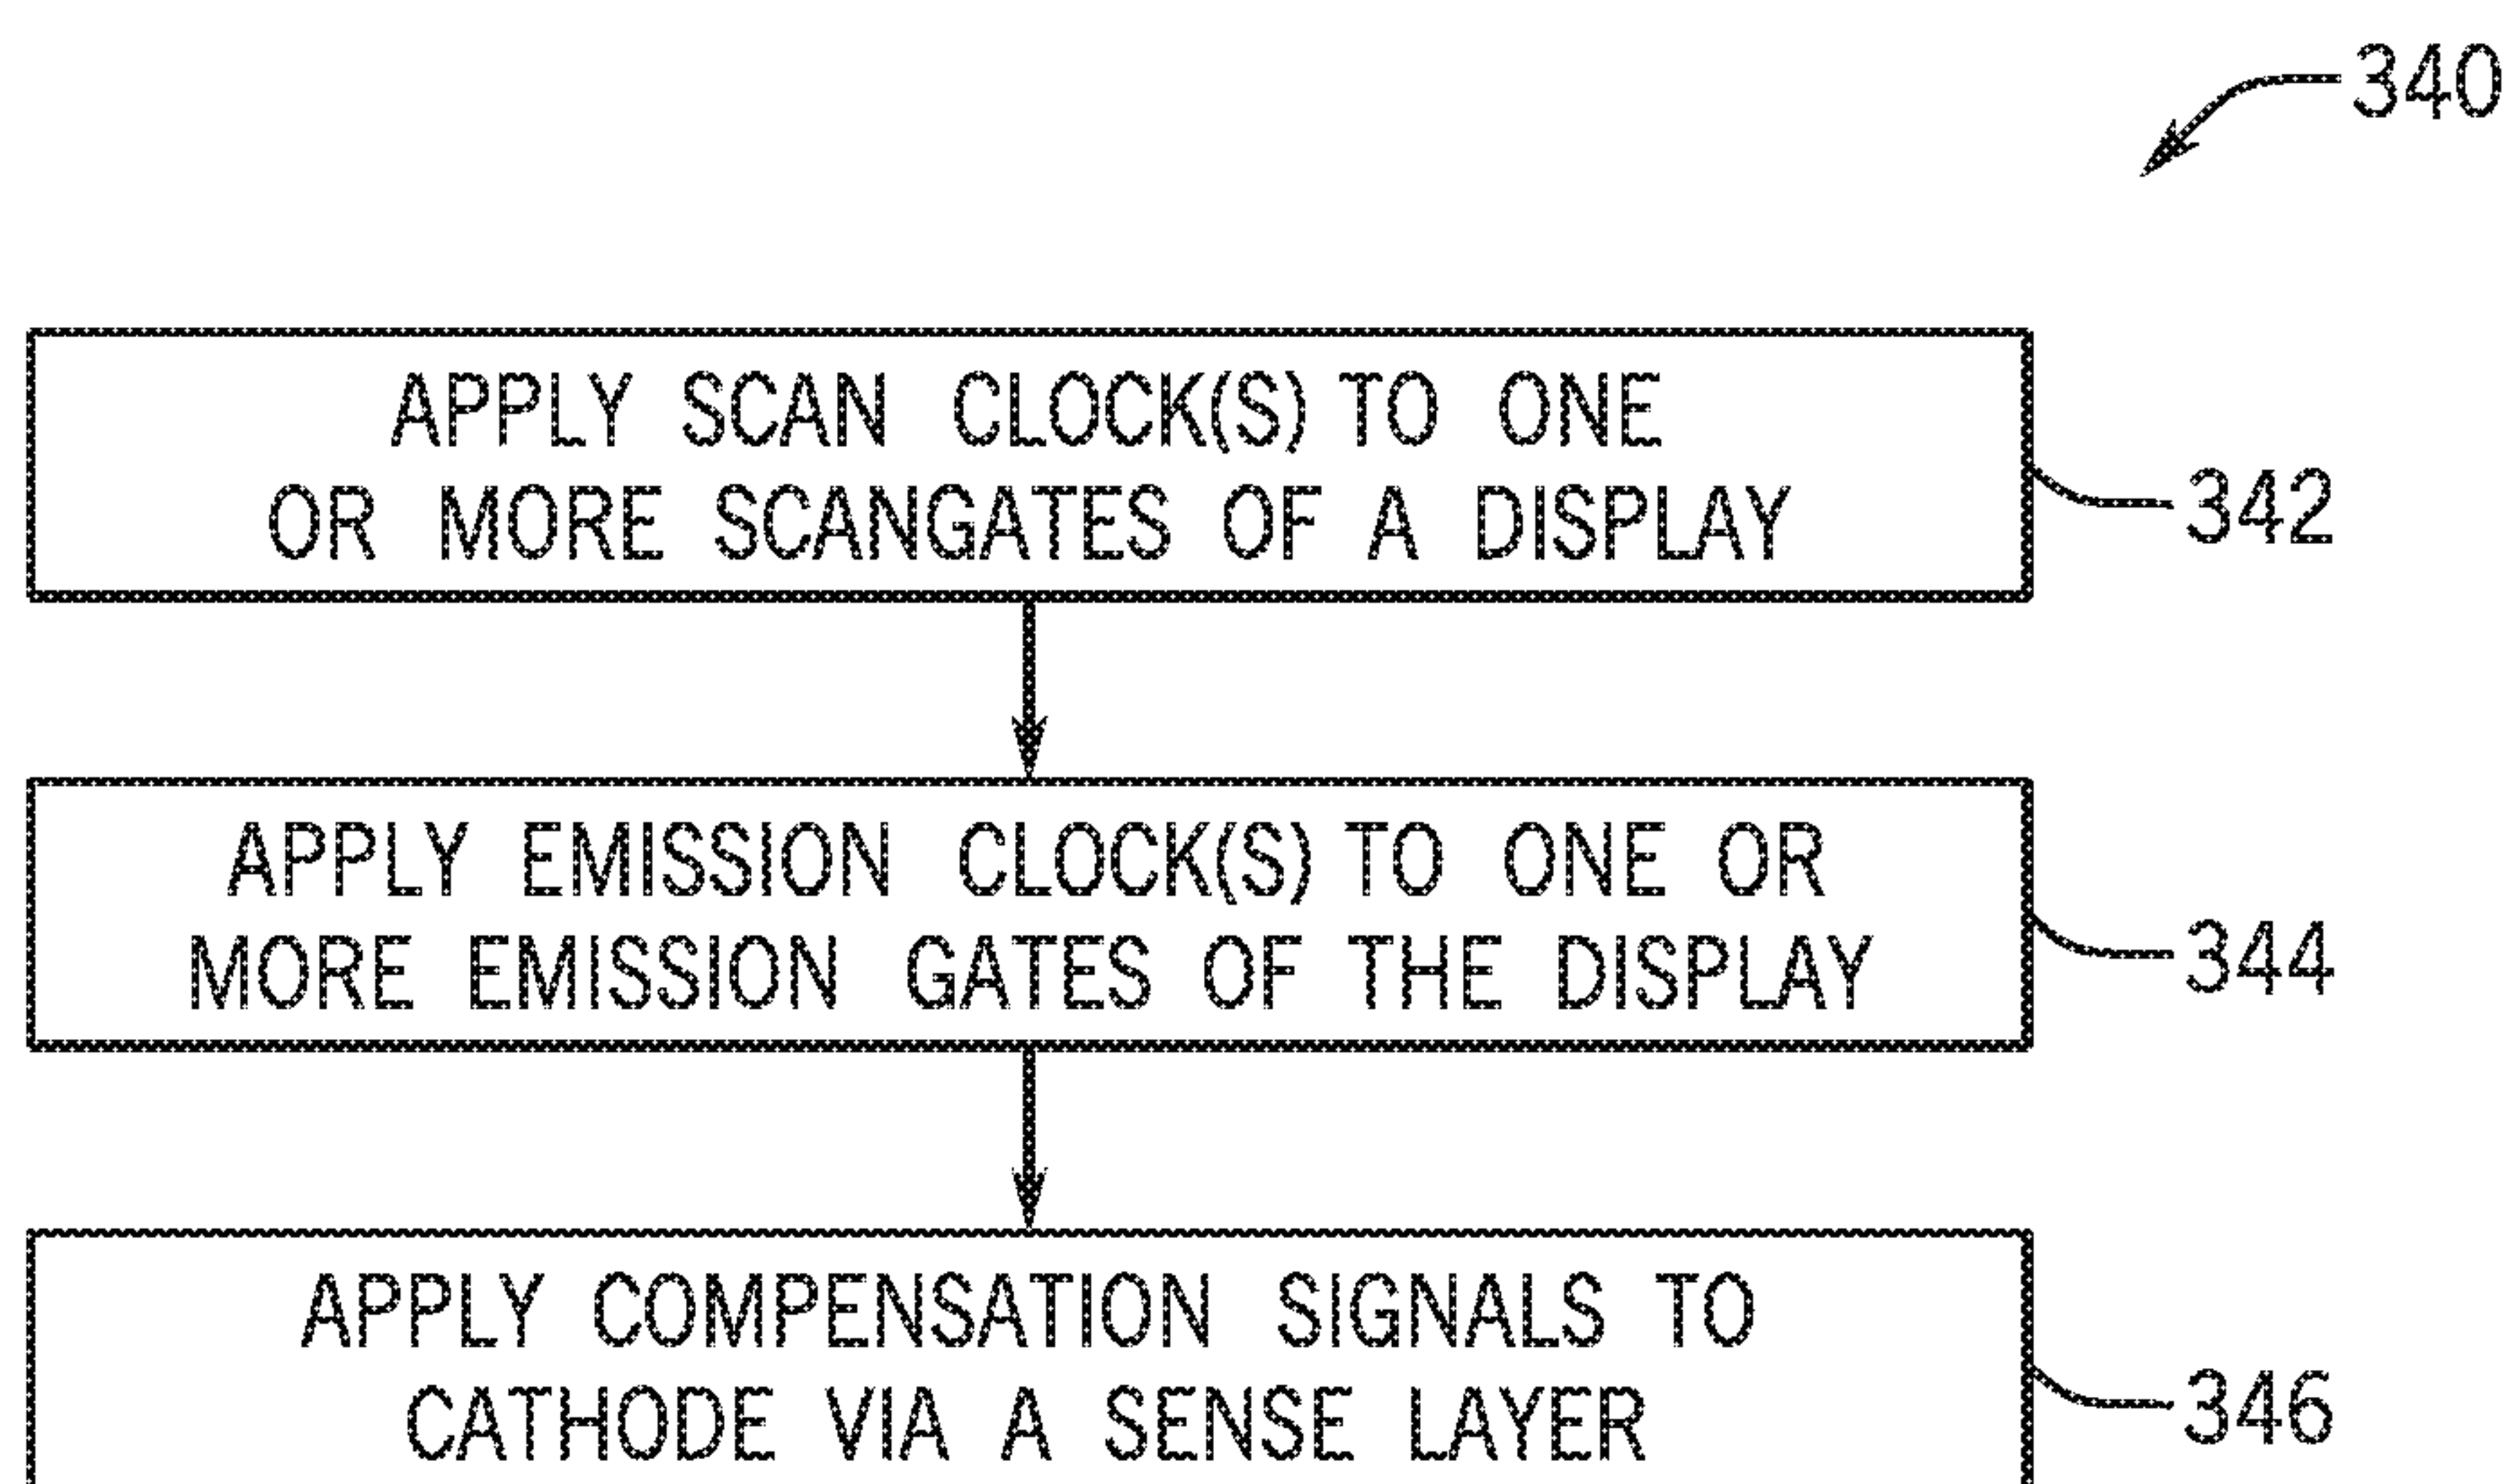 340
APPLY SCAN CLOCK(S) TO ONE
OR MORE SCANGATES OF A DISPLAY
342
APPLY EMISSION CLOCK(S) TO ONE OR
MORE EMISSION GATES OF THE DISPLAY
344
APPLY COMPENSATION SIGNALS TO
CATHODE VIA A SENSE LAYER
346